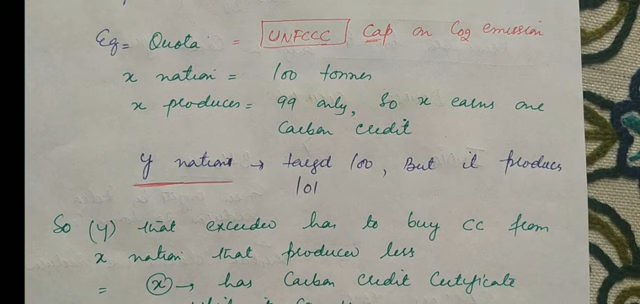 Eg = Quota = UNFCCC Cap on Co2 emission
x nation = 100 tonnes
x produces = 99 only, So x earns one
Carbon credit
Y nation → targd 100, But it produces
101
So (Y) that exceeded has to buy CC from
x nation that produced less
= (x) → has Carbon credit Certificate